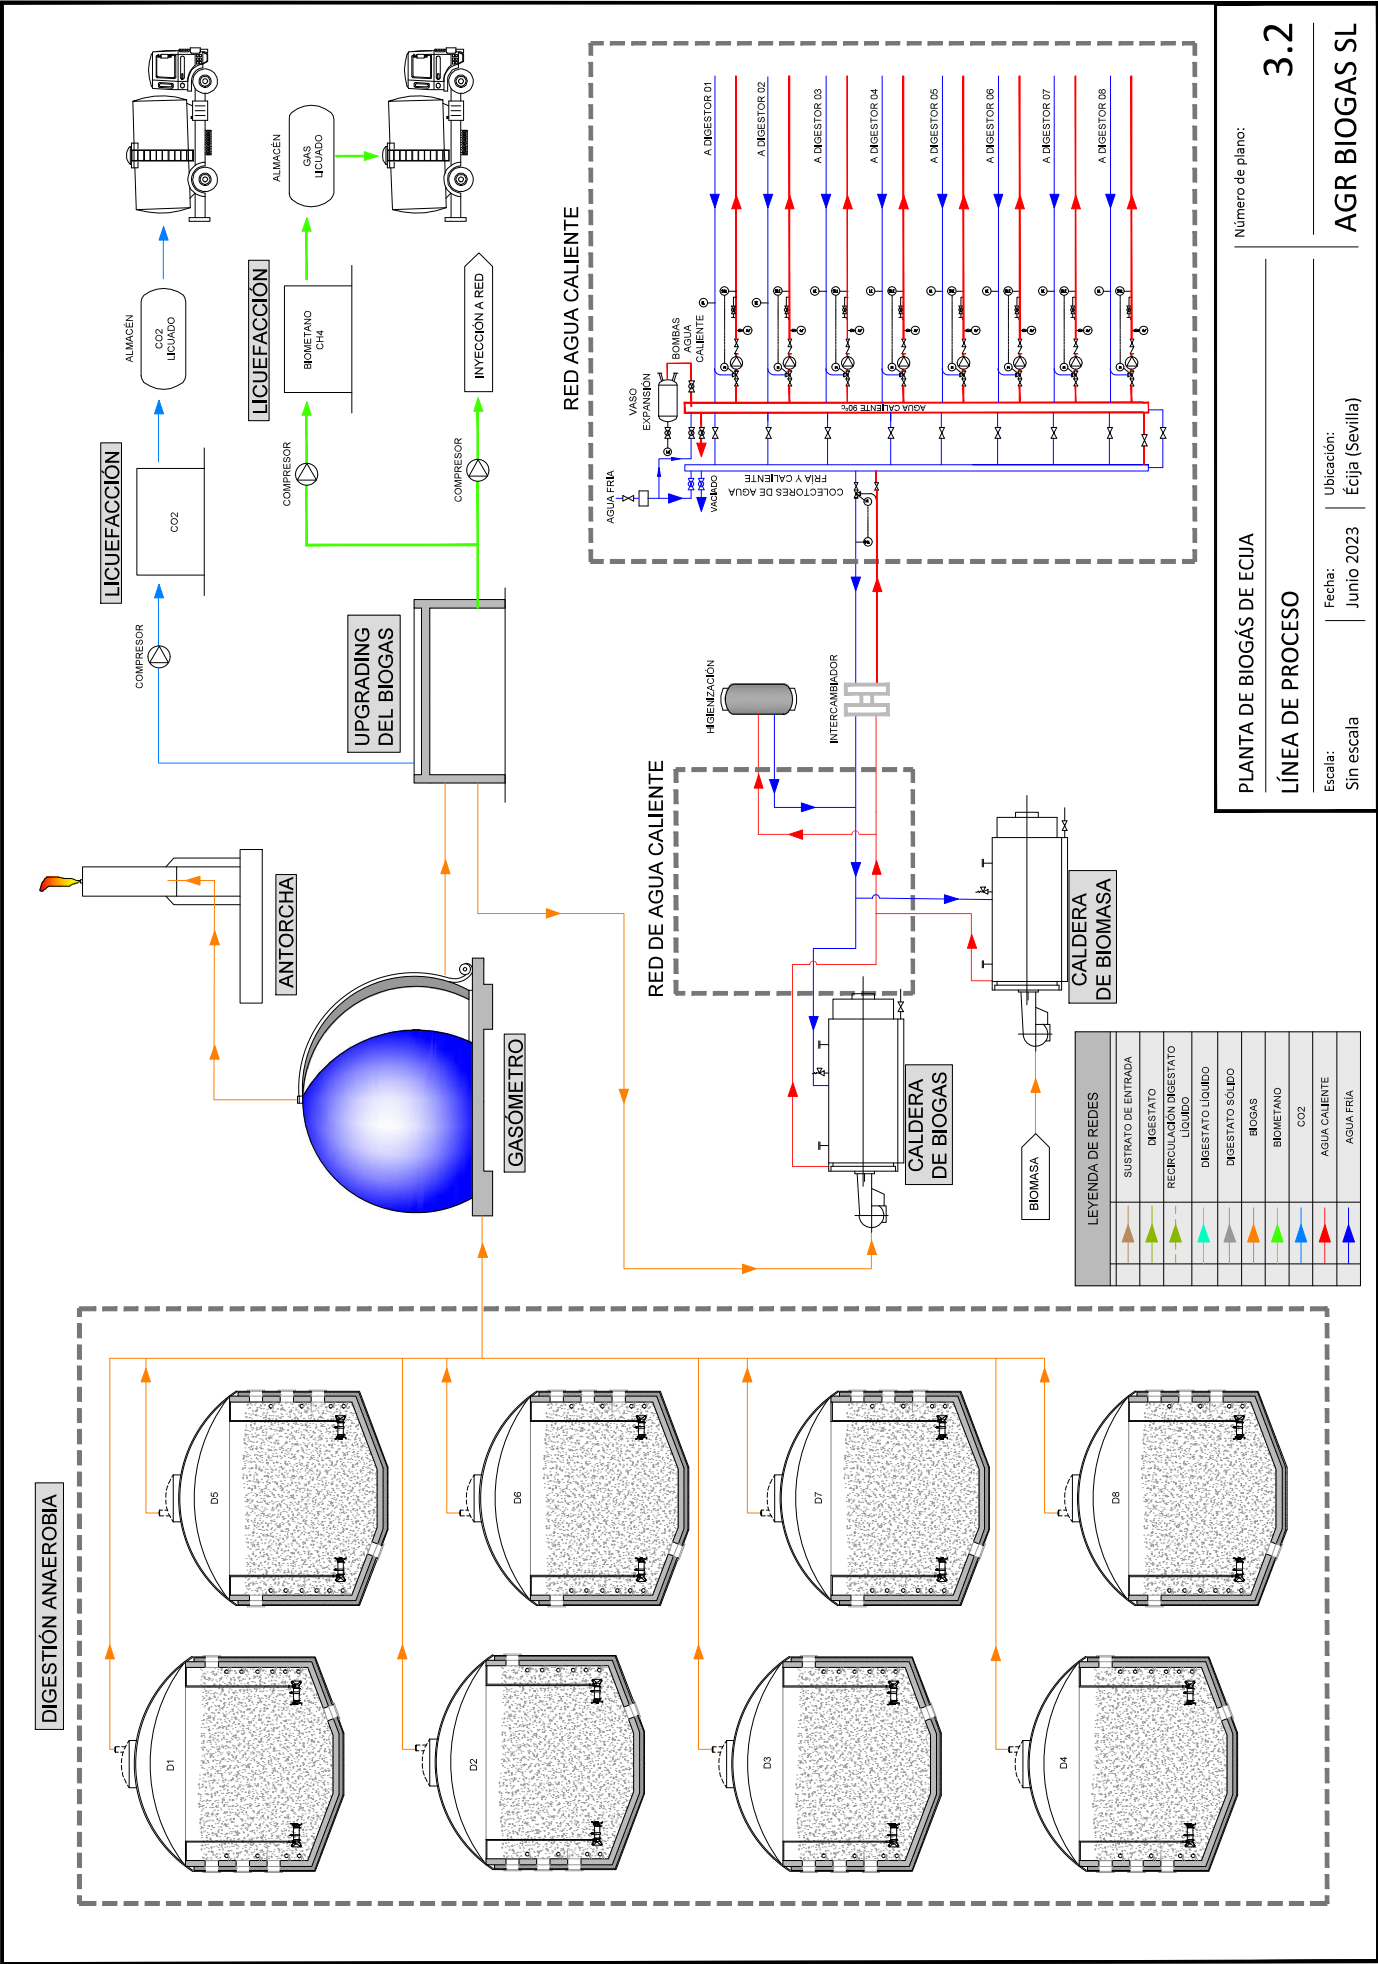 DIGESTIÓN ANAEROBIA
D1
D2
D3
D4
D5
D6
D7
D8
GASÓMETRO
ANTORCHA
UPGRADING
DEL BIOGAS
COMPRESOR
LICUEFACCIÓN
CO2
ALMACÉN
CO2
LICUADO
COMPRESOR
LICUEFACCIÓN
BIOMETANO
CH4
ALMACÉN
GAS
LICUADO
COMPRESOR
INYECCIÓN A RED
CALDERA
DE BIOGAS
BIOMASA
CALDERA
DE BIOMASA
RED DE AGUA CALIENTE
HIGIENIZACIÓN
INTERCAMBIADOR
RED AGUA CALIENTE
AGUA FRÍA
VACIADO
VASO
EXPANSIÓN
BOMBAS
AGUA
CALIENTE
COLECTORES DE AGUA
FRÍA Y CALIENTE
AGUA CALIENTE 90ºC
A DIGESTOR 01
A DIGESTOR 02
A DIGESTOR 03
A DIGESTOR 04
A DIGESTOR 05
A DIGESTOR 06
A DIGESTOR 07
A DIGESTOR 08
LEYENDA DE REDES
SUSTRATO DE ENTRADA
DIGESTATO
RECIRCULACIÓN DIGESTATO
LÍQUIDO
DIGESTATO LÍQUIDO
DIGESTATO SÓLIDO
BIOGAS
BIOMETANO
CO2
AGUA CALIENTE
AGUA FRÍA
PLANTA DE BIOGÁS DE ECIJA
LÍNEA DE PROCESO
Escala:
Sin escala
Fecha:
Junio 2023
Ubicación:
Écija (Sevilla)
Número de plano:
3.2
AGR BIOGAS SL